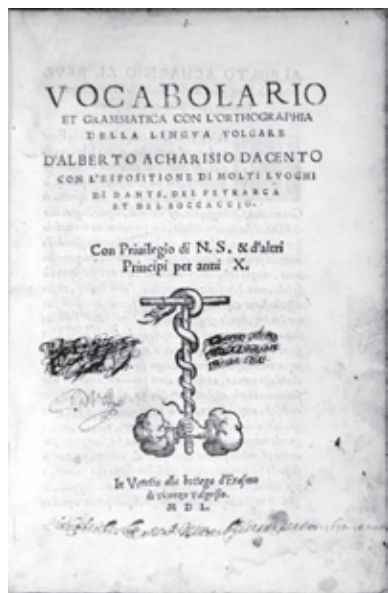 VOCABOLARIO
ET GRAMMATICA CON L'ORTHOGRAPHIA
DELLA LINGVA VOLGARE
D'ALBERTO ACHARISIO DACENTO
CON L'ESPOSITIONE DI MOLTI LVOGHI
DI DANTE, DEL PETRARCA
ET DEL BOCCACCIO.
Con Priuilegio di N. S. & d'altri
Principi per anni X.
In Venetia alla bottega d'Erasmo
di Vincenzo Valgrisio.
M D L.